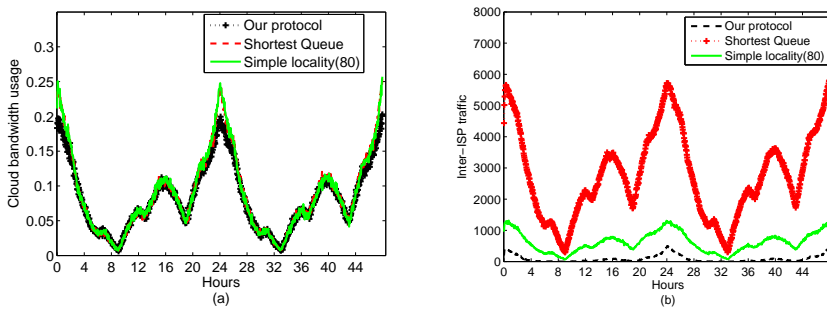 Our protocol
Shortest Queue
Simple locality(80)
Cloud bandwidth usage
0.35
0.3
0.25
0.2
0.15
0.1
0.05
0
0 4 8 12 16 20 24 28 32 36 40 44
Hours
(a)
Our protocol
Shortest Queue
Simple locality(80)
Inter-ISP traffic
8000
7000
6000
5000
4000
3000
2000
1000
0
0 4 8 12 16 20 24 28 32 36 40 44
Hours
(b)